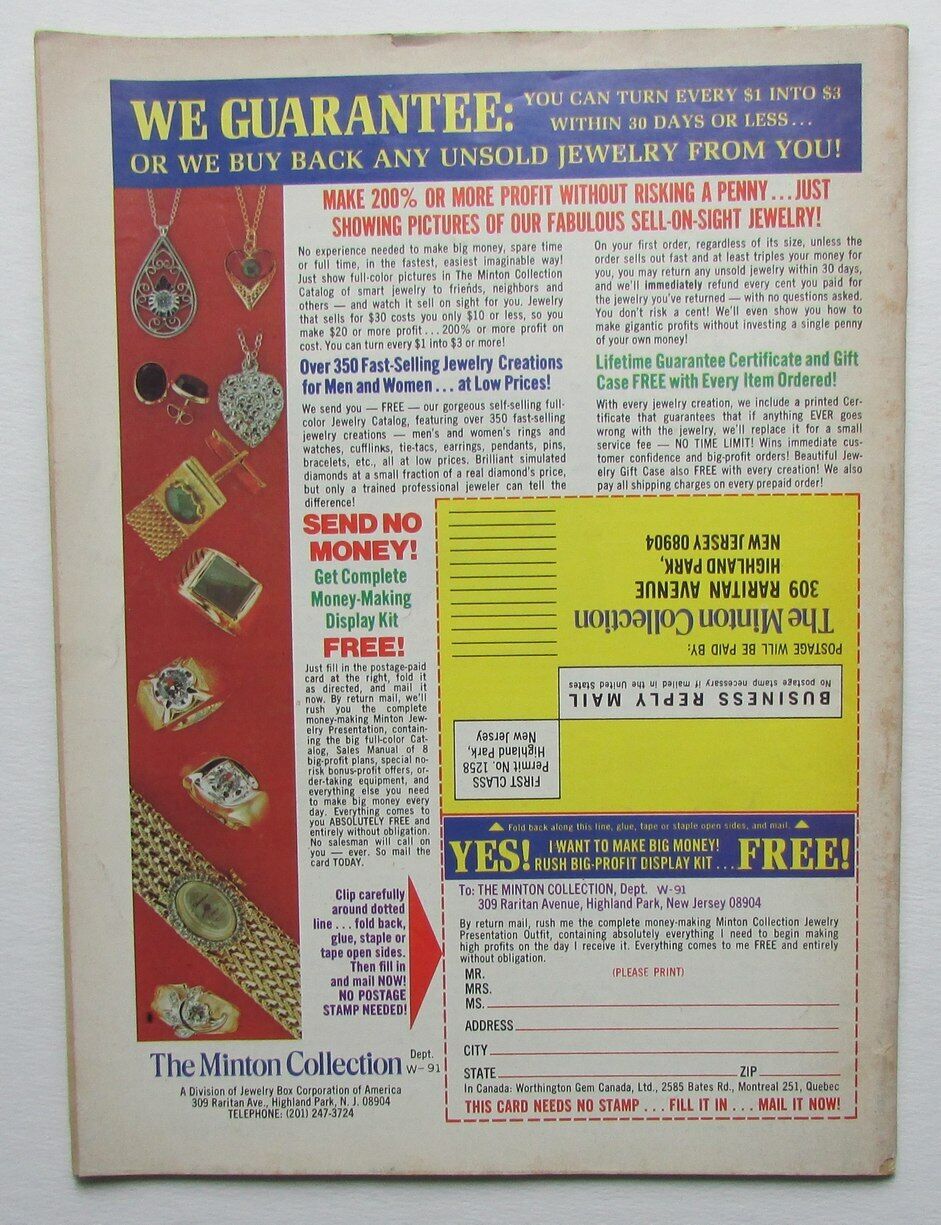 WE GUARANTEE: YOU CAN TURN EVERY $1 INTO $3
WITHIN 30 DAYS OR LESS...
OR WE BUY BACK ANY UNSOLD JEWELRY FROM YOU!
MAKE 200% OR MORE PROFIT WITHOUT RISKING A PENNY...JUST
SHOWING PICTURES OF OUR FABULOUS SELL-ON-SIGHT JEWELRY!
No experience needed to make big money, spare time
or full time, in the fastest, easiest imaginable way!
Just show full-color pictures in The Minton Collection
Catalog of smart jewelry to friends, neighbors and
others — and watch it sell on sight for you. Jewelry
that sells for $30 costs you only $10 or less, so you
make $20 or more profit...200% or more profit on
cost. You can turn every $1 into $3 or more!
Over 350 Fast-Selling Jewelry Creations
for Men and Women...at Low Prices!
We send you — FREE — our gorgeous self-selling full-
color Jewelry Catalog, featuring over 350 fast-selling
jewelry creations — men's and women's rings and
watches, cufflinks, tie-tacs, earrings, pendants, pins,
bracelets, etc., all at low prices. Brilliant simulated
diamonds at a small fraction of a real diamond's price,
but only a trained professional jeweler can tell the
difference!
On your first order, regardless of its size, unless the
order sells out fast and at least triples your money for
you, you may return any unsold jewelry within 30 days,
and we'll immediately refund every cent you paid for
the jewelry you've returned — with no questions asked.
You don't risk a cent! We'll even show you how to
make gigantic profits without investing a single penny
of your own money!
Lifetime Guarantee Certificate and Gift
Case FREE with Every Item Ordered!
With every jewelry creation, we include a printed Cer-
tificate that guarantees that if anything EVER goes
wrong with the jewelry, we'll replace it for a small
service fee — NO TIME LIMIT! Wins immediate cus-
tomer confidence and big-profit orders! Beautiful Jew-
elry Gift Case also FREE with every creation! We also
pay all shipping charges on every prepaid order!
SEND NO
MONEY!
Get Complete
Money-Making
Display Kit
FREE!
Just fill in the postage-paid
card at the right, fold it
as directed, and mail it
now. By return mail, we'll
rush you the complete
money-making Minton Jew-
elry Presentation, contain-
ing the big full-color Cat-
alog, Sales Manual of 8
big-profit plans, special no-
risk bonus-profit offers, or-
der-taking equipment, and
everything else you need
to make big money every
day. Everything comes to
you ABSOLUTELY FREE and
entirely without obligation.
No salesman will call on
you — ever. So mail the
card TODAY.
Clip carefully
around dotted
line...fold back,
glue, staple or
tape open sides.
Then fill in
and mail NOW!
NO POSTAGE
STAMP NEEDED!
FIRST CLASS
Permit No. 1258
Highland Park,
New Jersey
BUSINESS REPLY MAIL
No postage stamp necessary if mailed in the United States
POSTAGE WILL BE PAID BY:
The Minton Collection
309 RARITAN AVENUE
HIGHLAND PARK,
NEW JERSEY 08904
Fold back along this line, glue, tape or staple open sides, and mail.
YES! I WANT TO MAKE BIG MONEY!
RUSH BIG-PROFIT DISPLAY KIT... FREE!
To: THE MINTON COLLECTION, Dept. W-91
309 Raritan Avenue, Highland Park, New Jersey 08904
By return mail, rush me the complete money-making Minton Collection Jewelry
Presentation Outfit, containing absolutely everything I need to begin making
high profits on the day I receive it. Everything comes to me FREE and entirely
without obligation.
MR. (PLEASE PRINT)
MRS.
MS.
ADDRESS
CITY
STATE ZIP
In Canada: Worthington Gem Canada, Ltd., 2585 Bates Rd., Montreal 251, Quebec
THIS CARD NEEDS NO STAMP...FILL IT IN...MAIL IT NOW!
The Minton Collection Dept. W-91
A Division of Jewelry Box Corporation of America
309 Raritan Ave., Highland Park, N. J. 08904
TELEPHONE: (201) 247-3724